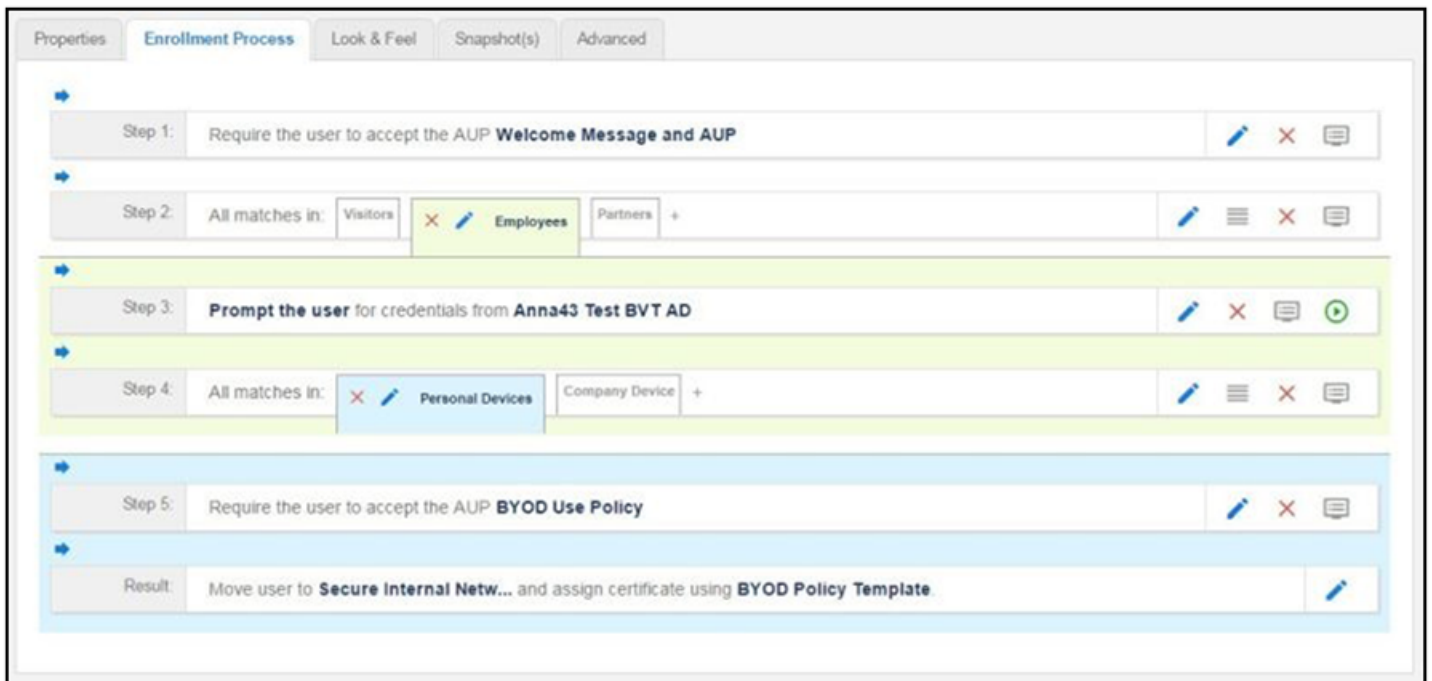 Properties Enrollment Process Look & Feel Snapshot(s) Advanced
Step 1: Require the user to accept the AUP Welcome Message and AUP
Step 2: All matches in: Visitors Employees Partners +
Step 3: Prompt the user for credentials from Anna43 Test BVT AD
Step 4: All matches in: Personal Devices Company Device +
Step 5: Require the user to accept the AUP BYOD Use Policy
Result: Move user to Secure Internal Netw... and assign certificate using BYOD Policy Template.